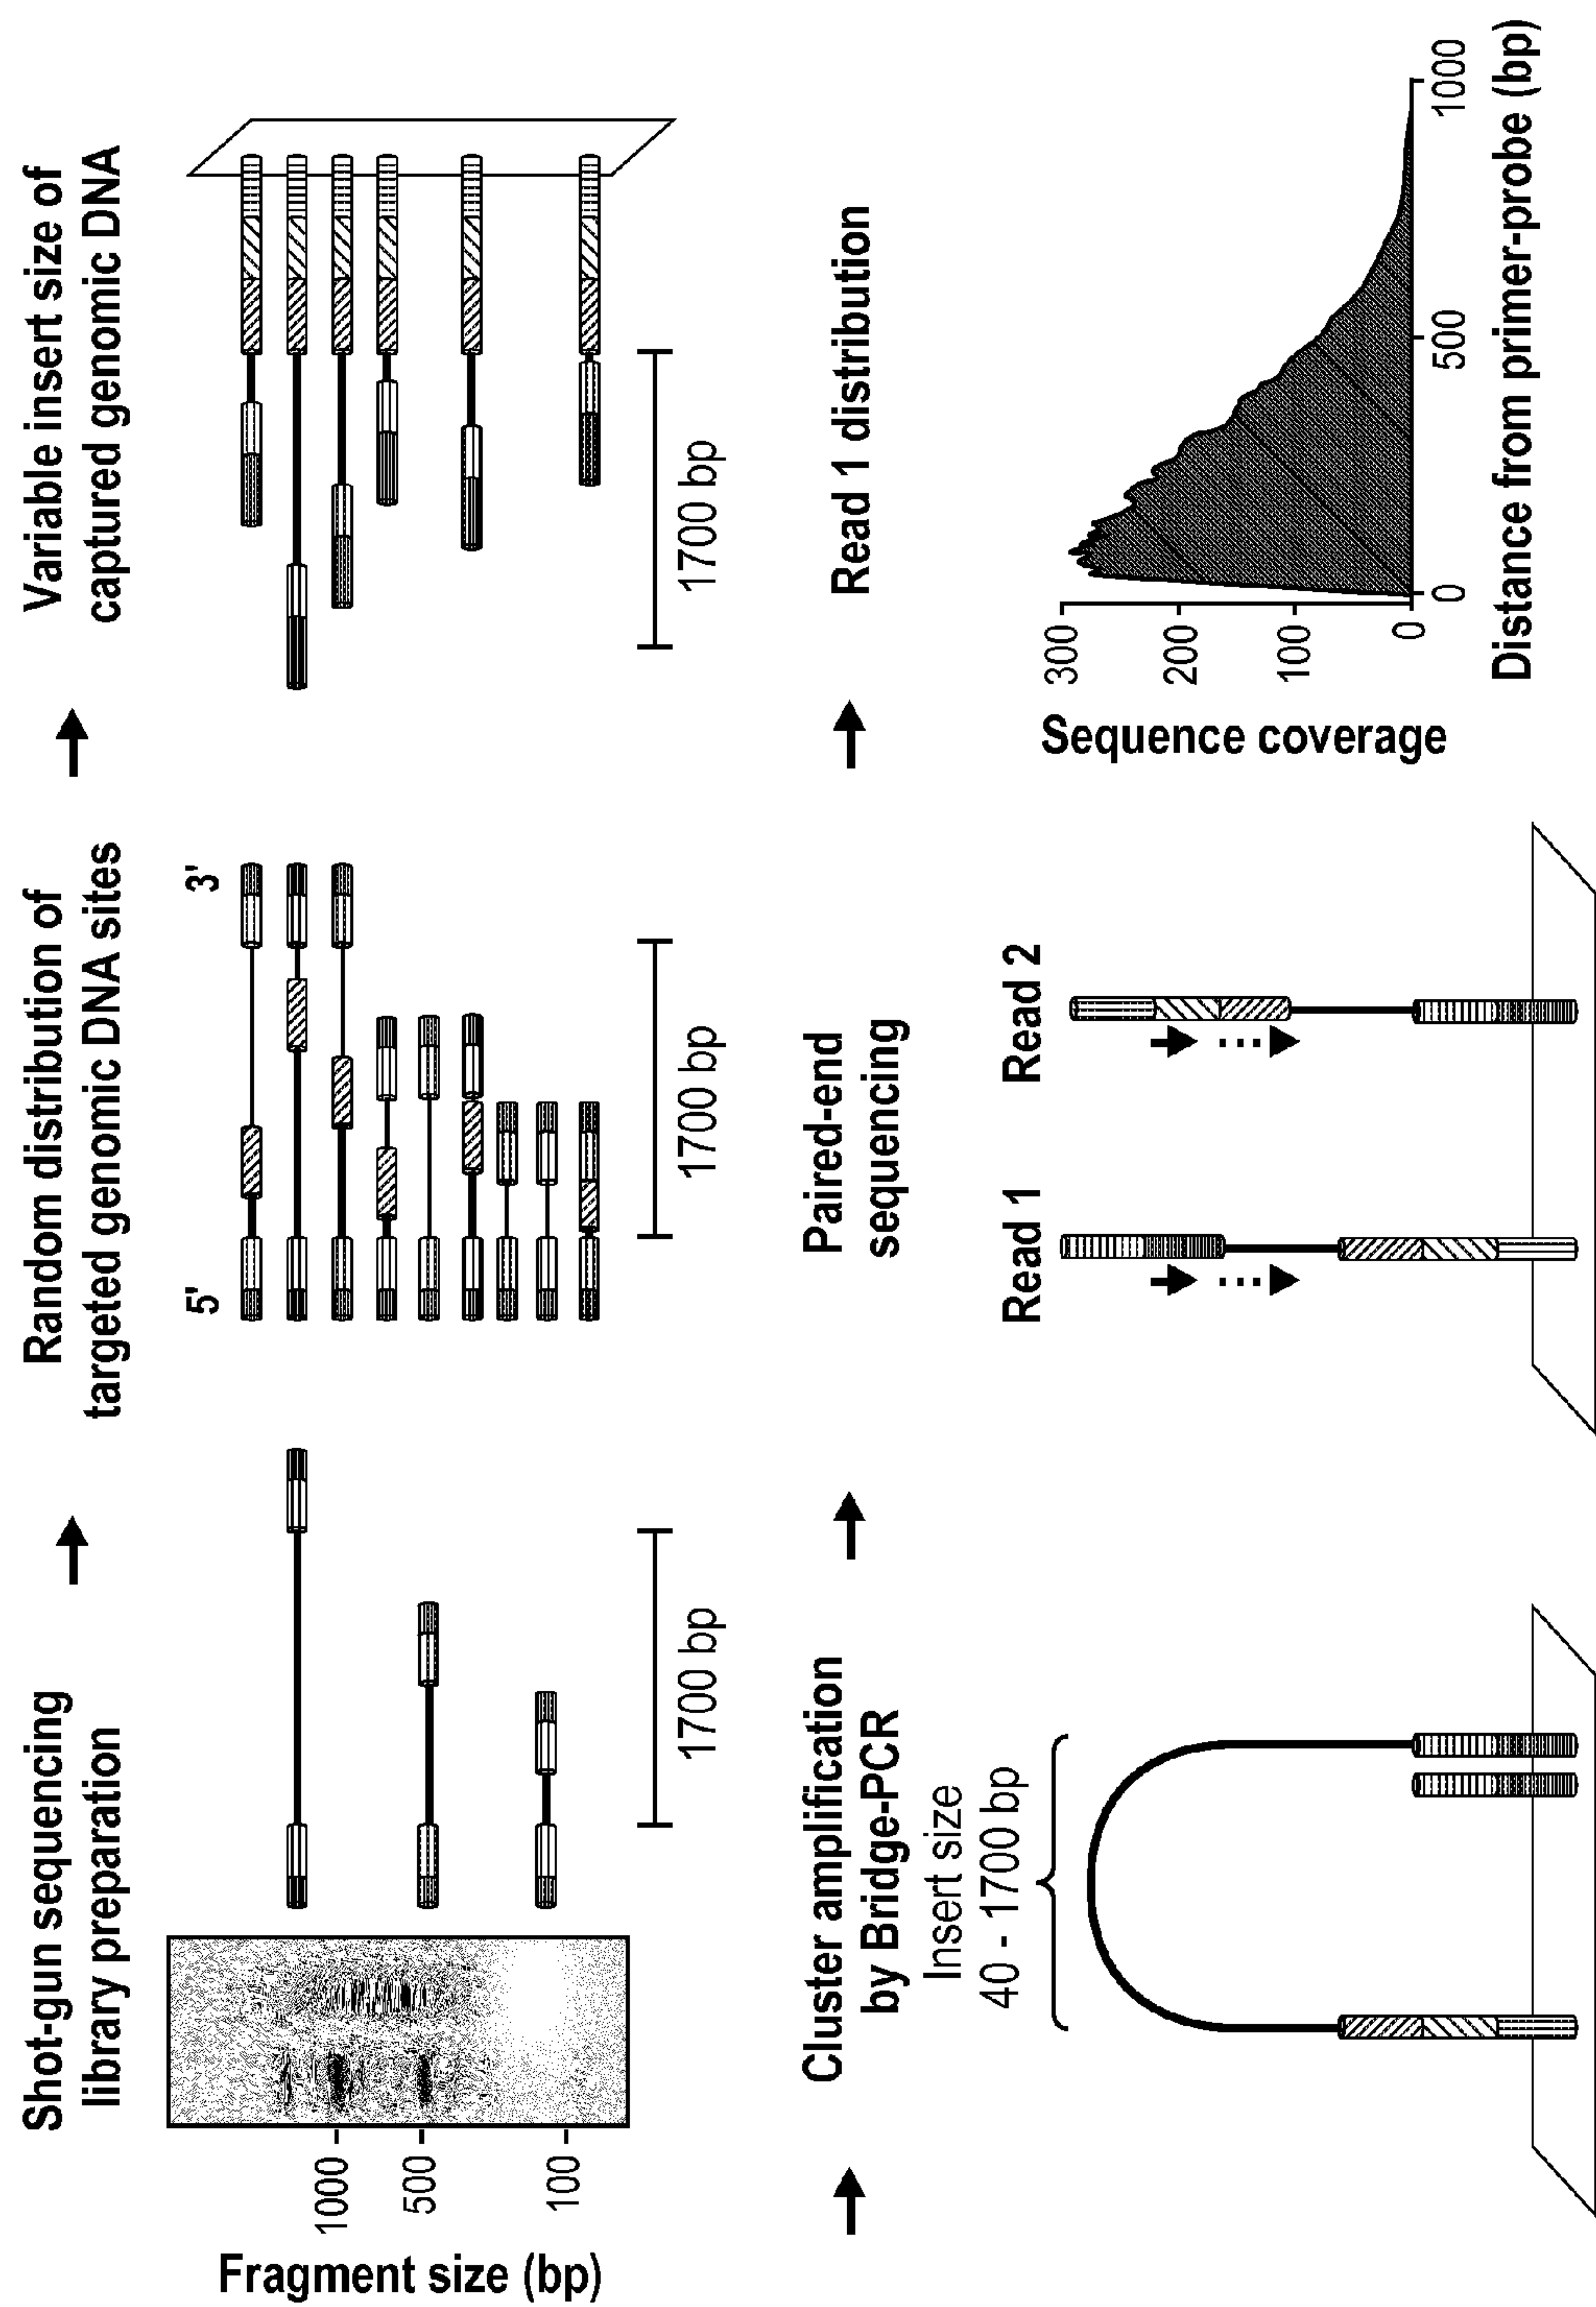 Shot-gun sequencing
library preparation
Fragment size (bp)
1000
500
100
1700 bp
Random distribution of
targeted genomic DNA sites
5'
3'
1700 bp
Variable insert size of
captured genomic DNA
1700 bp
Cluster amplification
by Bridge-PCR
Insert size
40 - 1700 bp
Paired-end
sequencing
Read 1
Read 2
Read 1 distribution
Sequence coverage
300
200
100
0
0
500
1000
Distance from primer-probe (bp)